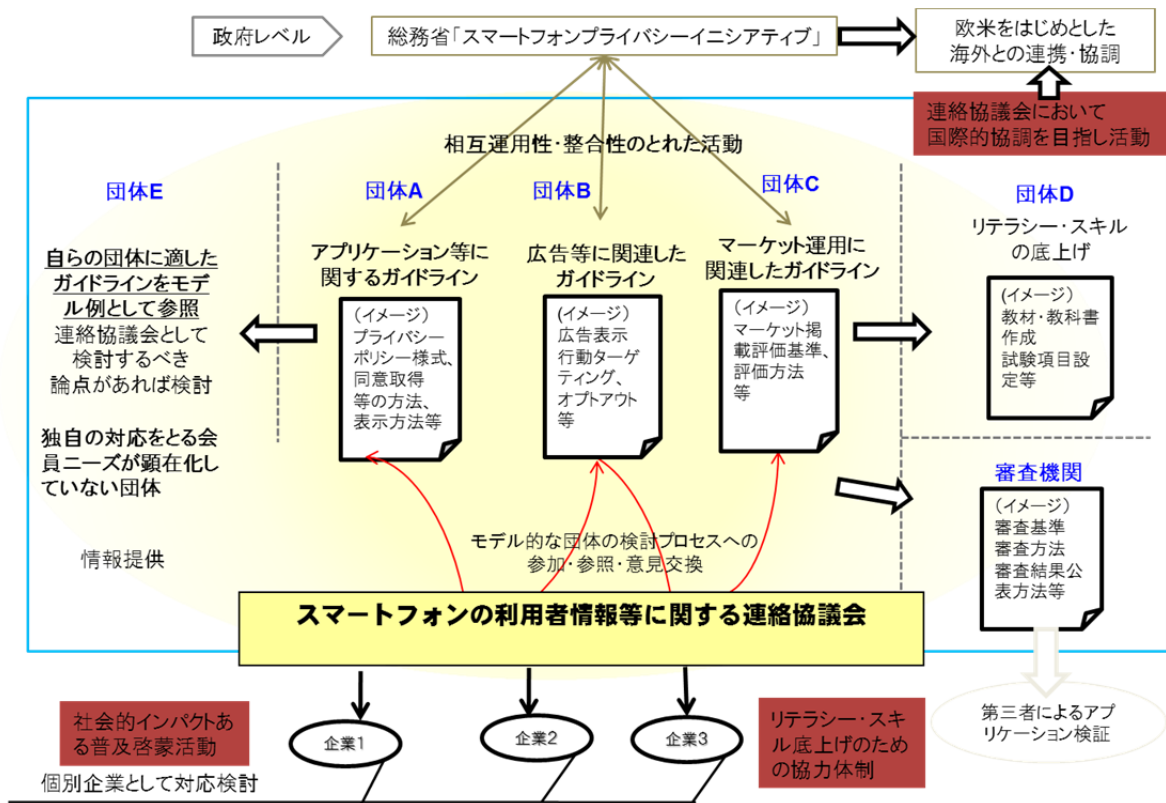 政府レベル
総務省「スマートフォンプライバシーイニシアティブ」
欧米をはじめとした
海外との連携・協調
連絡協議会において
国際的協調を目指し活動
相互運用性・整合性のとれた活動
団体E
自らの団体に適した
ガイドラインをモデ
ル例として参照
連絡協議会として
検討するべき
論点があれば検討
独自の対応をとる会
員ニーズが顕在化し
ていない団体
情報提供
団体A
アプリケーション等に
関するガイドライン
（イメージ）
プライバシー
ポリシー様式、
同意取得
等の方法、
表示方法等
団体B
広告等に関連した
ガイドライン
（イメージ）
広告表示
行動ターゲ
ティング、
オプトアウト
等
団体C
マーケット運用に
関連したガイドライン
（イメージ）
マーケット掲
載評価基準、
評価方法
等
団体D
リテラシー・スキル
の底上げ
(イメージ）
教材・教科書
作成
試験項目設
定等
審査機関
（イメージ）
審査基準
審査方法
審査結果公
表方法等
モデル的な団体の検討プロセスへの
参加・参照・意見交換
スマートフォンの利用者情報等に関する連絡協議会
社会的インパクトあ
る普及啓蒙活動
個別企業として対応検討
企業1
企業2
企業3
リテラシー・スキ
ル底上げのため
の協力体制
第三者によるアプ
リケーション検証